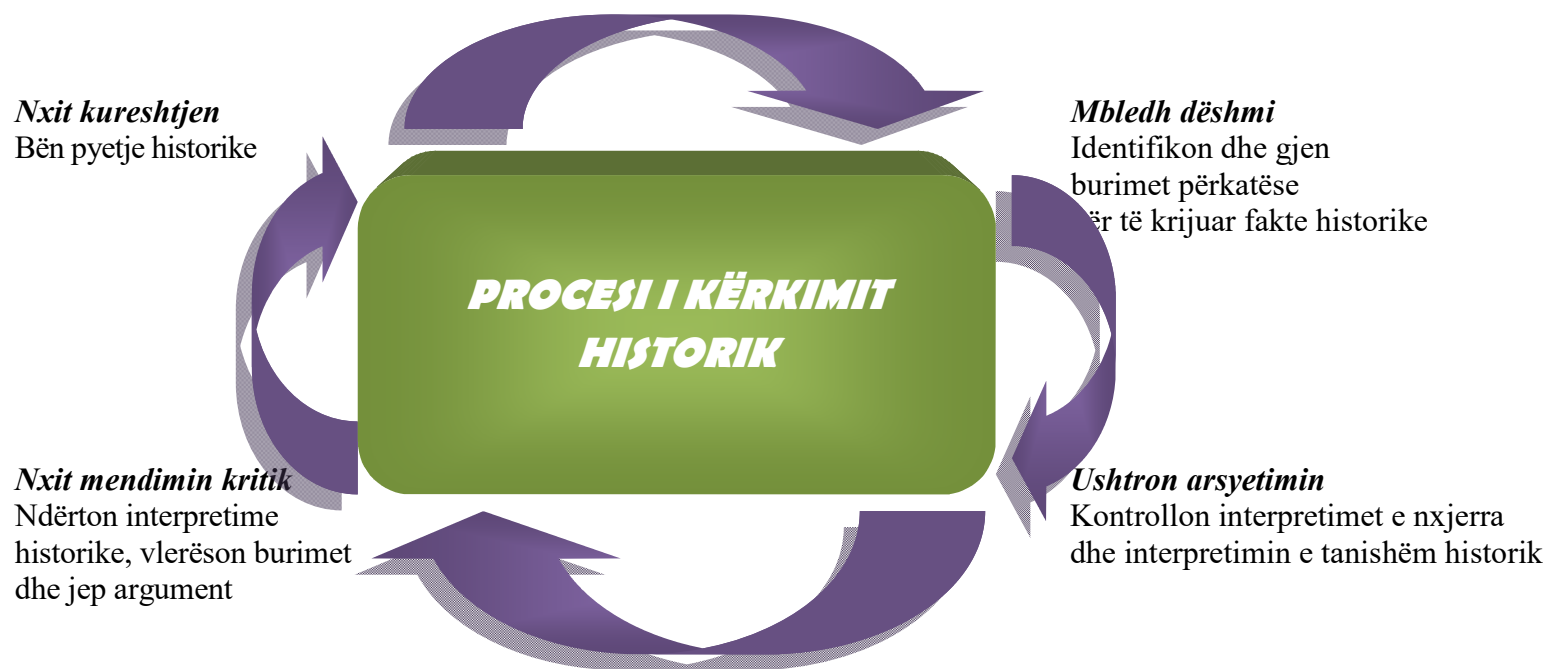 Nxit kureshtjen
Bën pyetje historike
Mbledh dëshmi
Identifikon dhe gjen
burimet përkatëse
për të krijuar fakte historike
PROCESI I KËRKIMIT
HISTORIK
Nxit mendimin kritik
Ndërton interpretime
historike, vlerëson burimet
dhe jep argument
Ushtron arsyetimin
Kontrollon interpretimet e nxjerra
dhe interpretimin e tanishëm historik